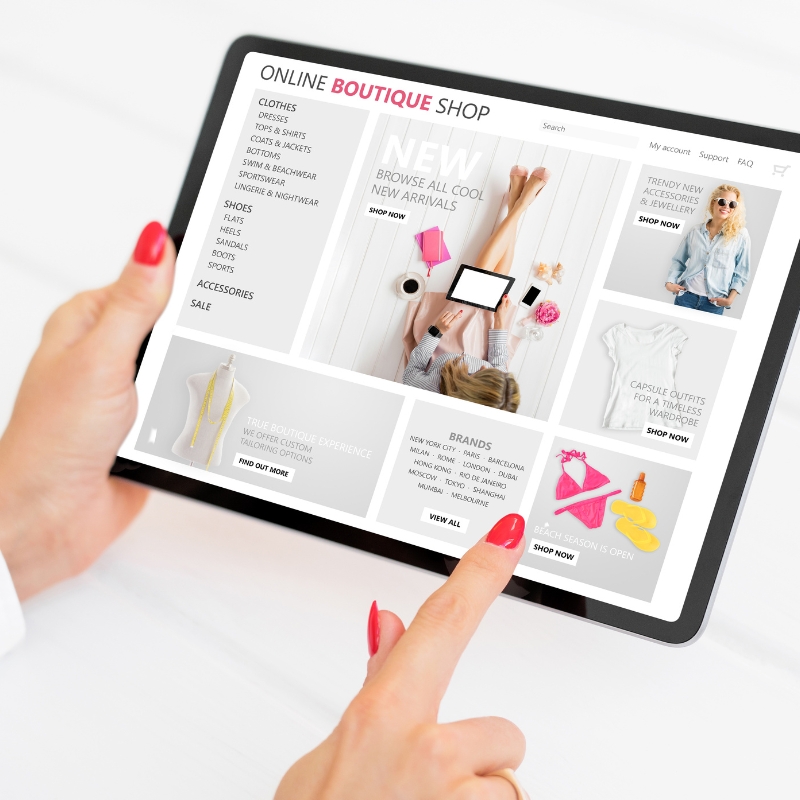 ONLINE BOUTIQUE SHOP
Search
My account Support FAQ
CLOTHES
DRESSES
TOPS & SHIRTS
COATS & JACKETS
BOTTOMS
SWIM & BEACHWEAR
SPORTSWEAR
LINGERIE & NIGHTWEAR
SHOES
FLATS
HEELS
SANDALS
BOOTS
SPORTS
ACCESSORIES
SALE
NEW
BROWSE ALL COOL
NEW ARRIVALS
SHOP NOW
TRENDY NEW
ACCESSORIES
& JEWELLERY
SHOP NOW
CAPSULE OUTFITS
FOR A TIMELESS
WARDROBE
SHOP NOW
TRUE BOUTIQUE EXPERIENCE
WE OFFER CUSTOM
TAILORING OPTIONS
FIND OUT MORE
BRANDS
NEW YORK CITY · PARIS · BARCELONA
MILAN · ROME · LONDON · DUBAI
HONG KONG · RIO DE JANEIRO
MOSCOW · TOKYO · SHANGHAI
MUMBAI · MELBOURNE
VIEW ALL
BEACH SEASON IS OPEN
SHOP NOW